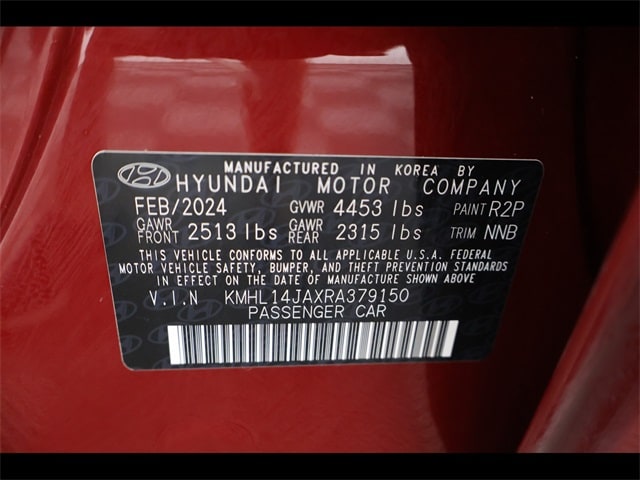 MANUFACTURED IN KOREA BY
HYUNDAI MOTOR COMPANY
FEB/2024 GVWR 4453 lbs PAINT R2P
GAWR FRONT 2513 lbs GAWR REAR 2315 lbs TRIM NNB
THIS VEHICLE CONFORMS TO ALL APPLICABLE U.S.A. FEDERAL
MOTOR VEHICLE SAFETY, BUMPER, AND THEFT PREVENTION STANDARDS
IN EFFECT ON THE DATE OF MANUFACTURE SHOWN ABOVE
V.I.N KMHL14JAXRA379150
PASSENGER CAR